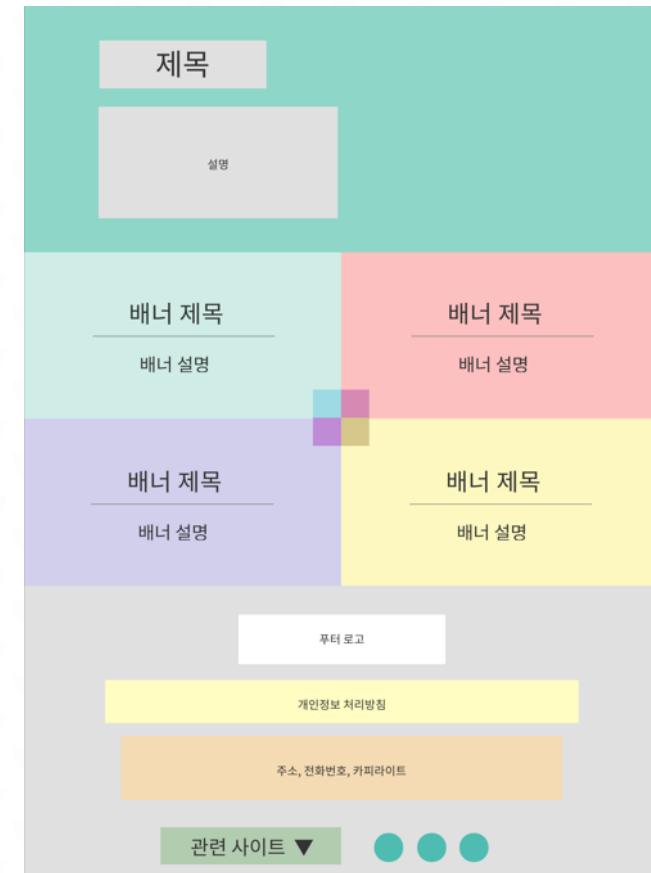 제목
설명
배너 제목
배너 설명
배너 제목
배너 설명
배너 제목
배너 설명
배너 제목
배너 설명
푸터 로고
개인정보 처리방침
주소, 전화번호, 카피라이트
관련 사이트 ▼